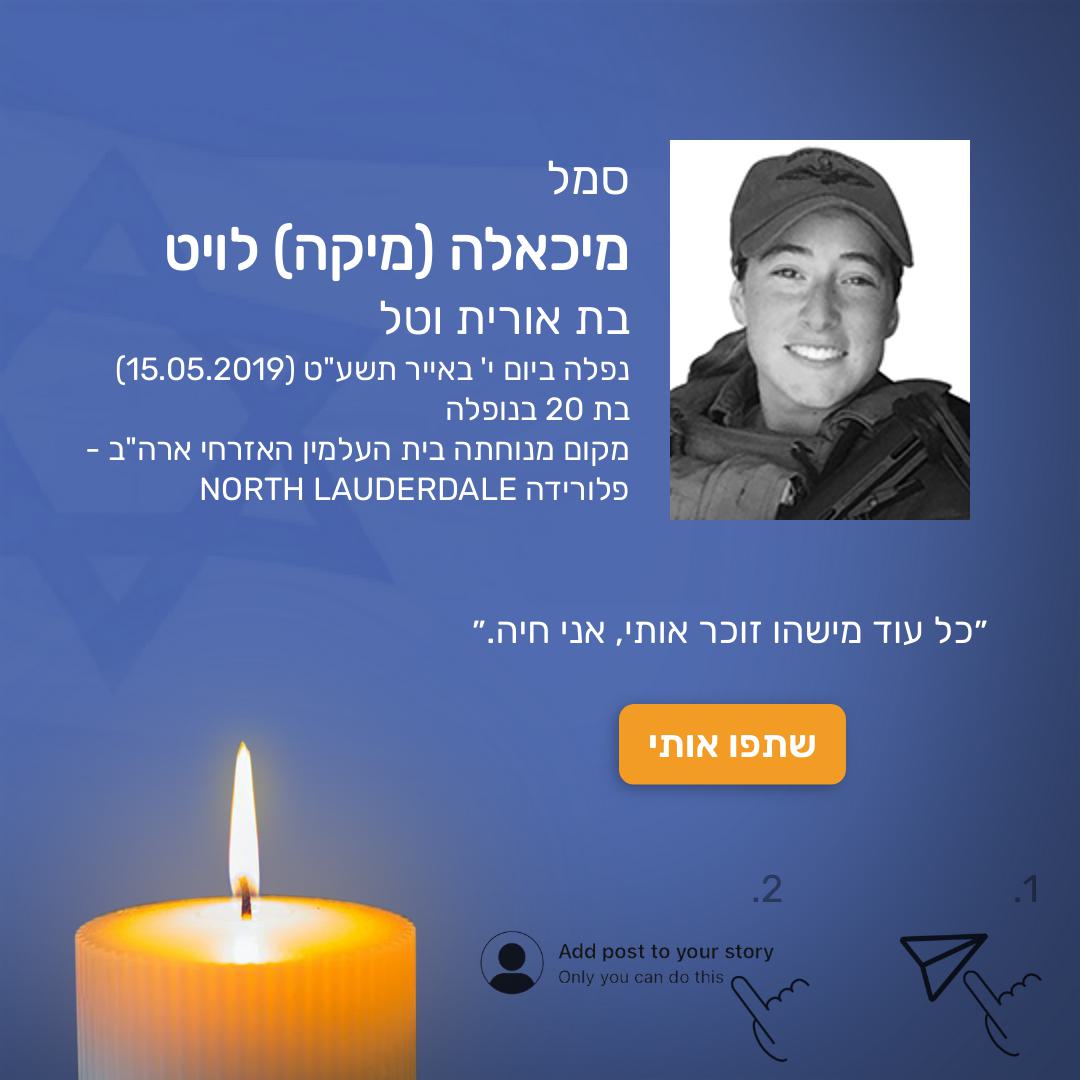 סמל
מיכאלה (מיקה) לויט
בת אורית וטל
נפלה ביום י' באייר תשע"ט (15.05.2019)
בת 20 בנופלה
מקום מנוחתה בית העלמין האזרחי ארה"ב -
פלורידה NORTH LAUDERDALE
״כל עוד מישהו זוכר אותי, אני חיה.״
שתפו אותי
.1
.2
Add post to your story
Only you can do this